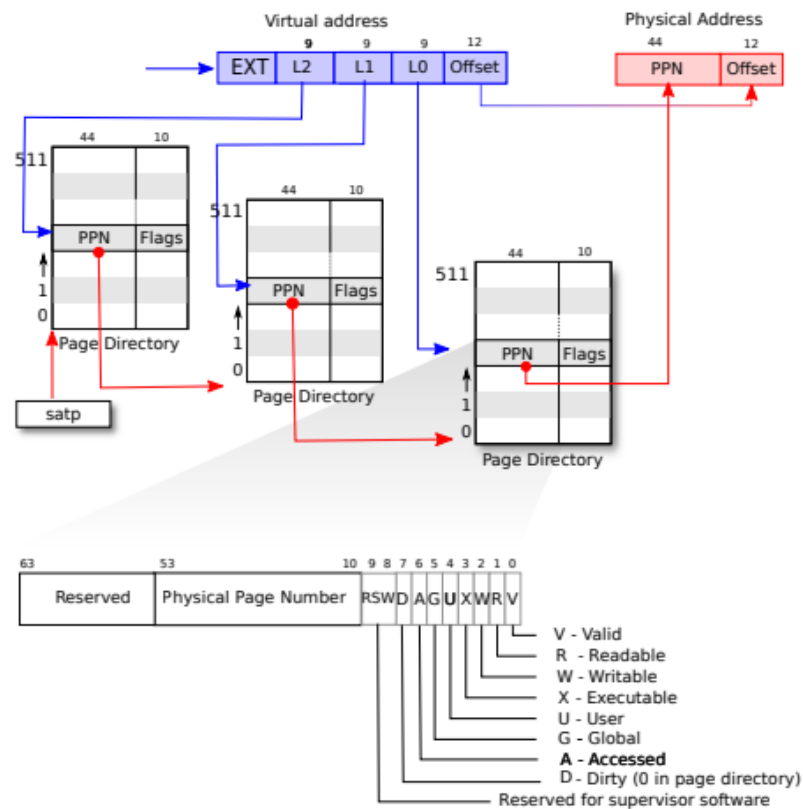 Virtual address
Physical Address
9 9 9 12
44 12
EXT L2 L1 L0 Offset
PPN Offset
44 10
511
PPN Flags
1
0
Page Directory
satp
44 10
511
PPN Flags
1
0
Page Directory
44 10
511
PPN Flags
1
0
Page Directory
63 53 10 9 8 7 6 5 4 3 2 1 0
Reserved Physical Page Number RSW D A G U X W R V
V - Valid
R - Readable
W - Writable
X - Executable
U - User
G - Global
A - Accessed
D - Dirty (0 in page directory)
Reserved for supervisor software